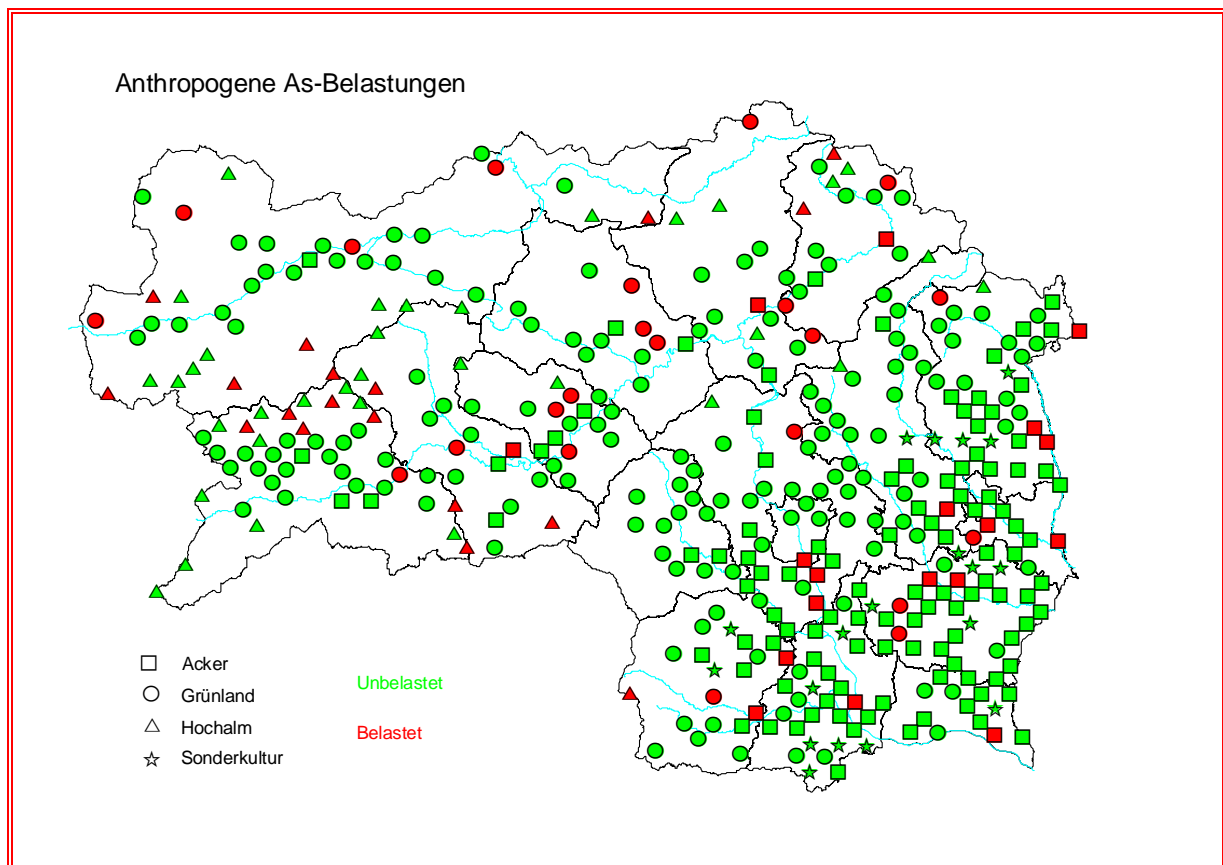 Anthropogene As-Belastungen
Acker
Grünland
Hochalm
Sonderkultur
Unbelastet
Belastet